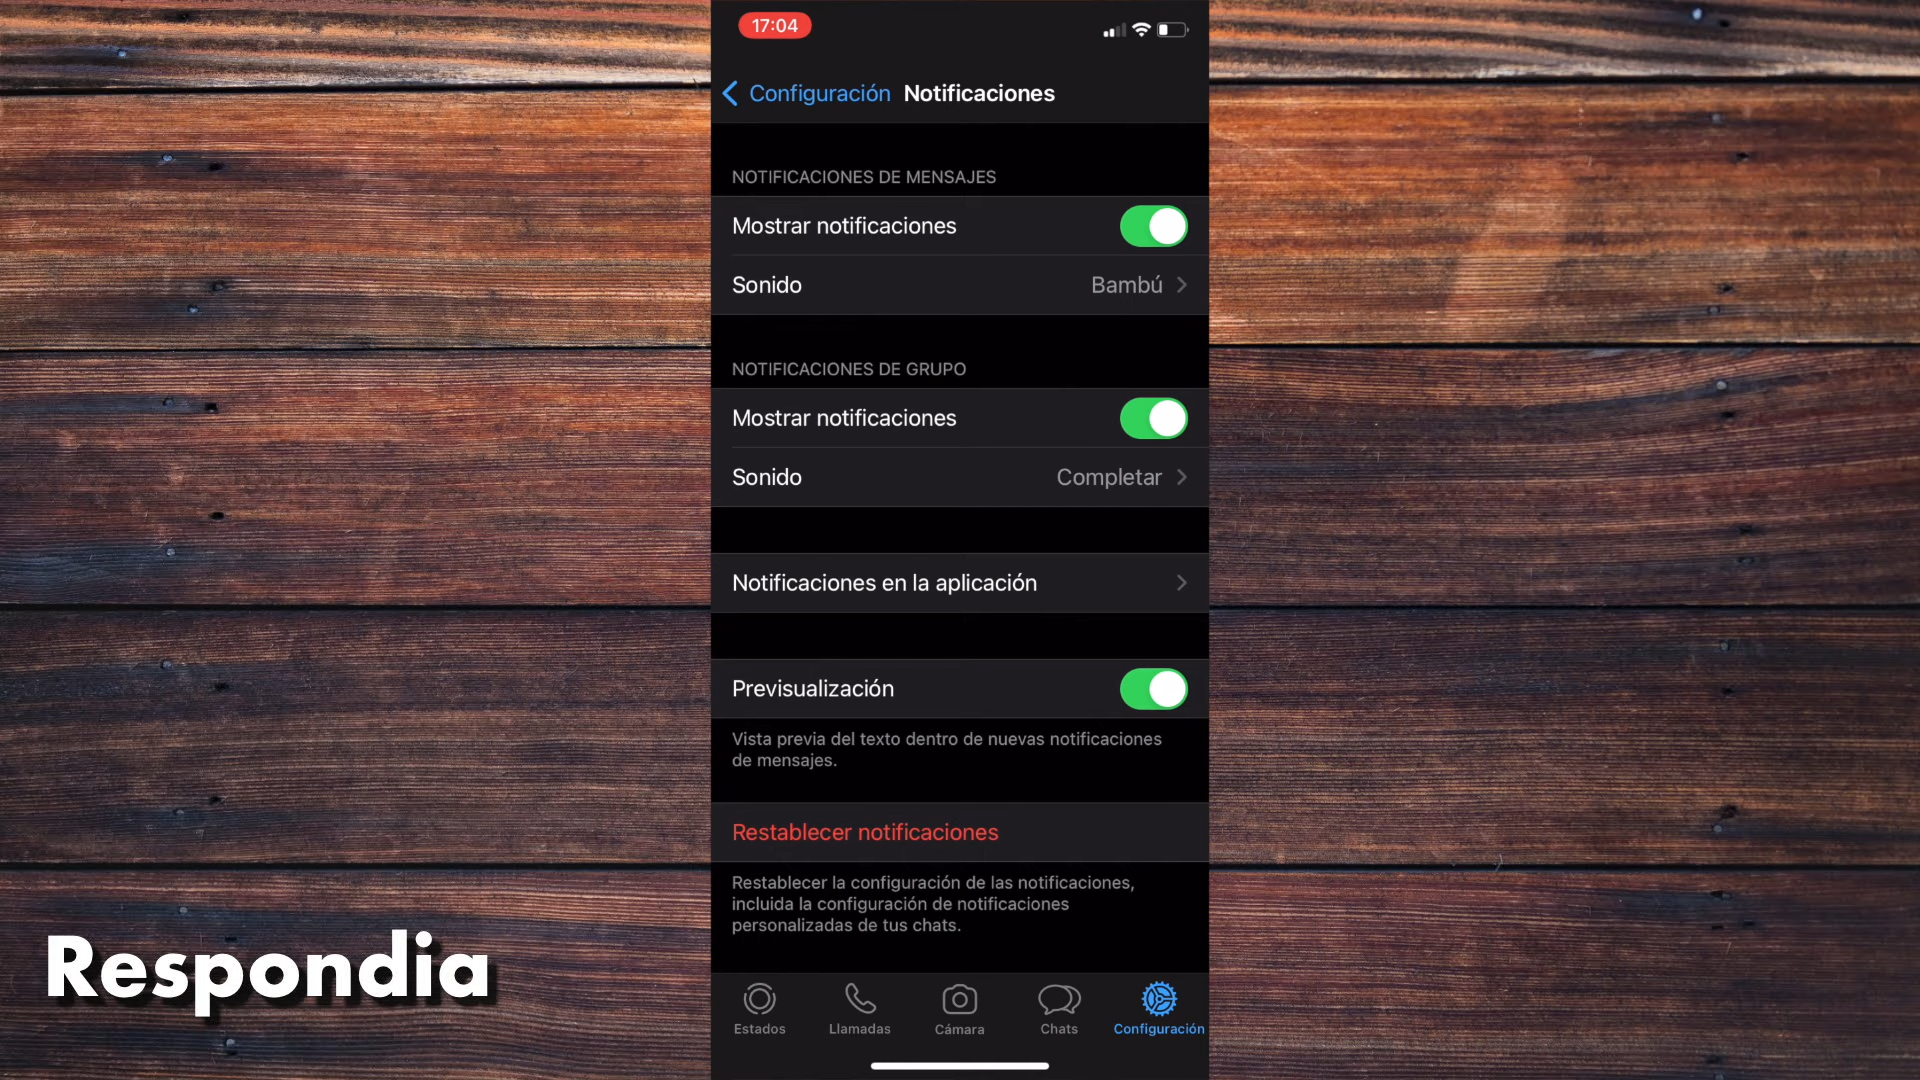 17:04
Configuración Notificaciones
NOTIFICACIONES DE MENSAJES
Mostrar notificaciones
Sonido Bambú
NOTIFICACIONES DE GRUPO
Mostrar notificaciones
Sonido Completar
Notificaciones en la aplicación
Previsualización
Vista previa del texto dentro de nuevas notificaciones
de mensajes.
Restablecer notificaciones
Restablecer la configuración de las notificaciones,
incluida la configuración de notificaciones
personalizadas de tus chats.
Respondia
Estados Llamadas Cámara Chats Configuración